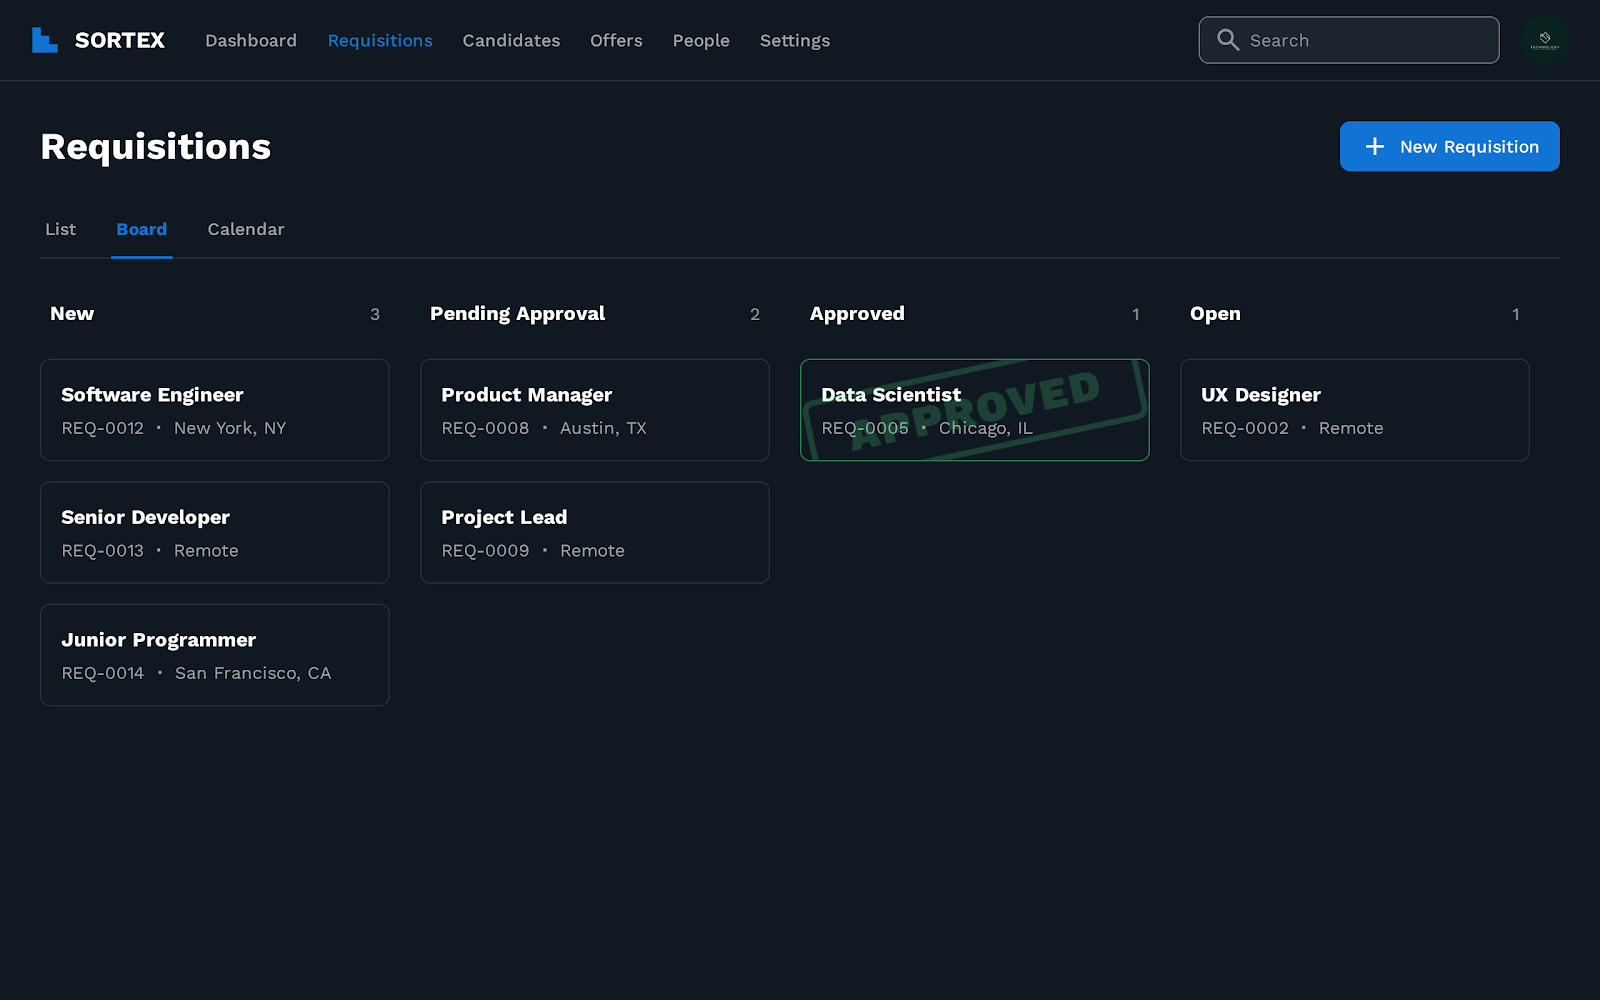 SORTEX
Dashboard
Requisitions
Candidates
Offers
People
Settings
Search
TECHNOLOGY
Requisitions
New Requisition
List
Board
Calendar
New
3
Software Engineer
REQ-0012 • New York, NY
Senior Developer
REQ-0013 • Remote
Junior Programmer
REQ-0014 • San Francisco, CA
Pending Approval
2
Product Manager
REQ-0008 • Austin, TX
Project Lead
REQ-0009 • Remote
Approved
1
Data Scientist
REQ-0005 • Chicago, IL
APPROVED
Open
1
UX Designer
REQ-0002 • Remote